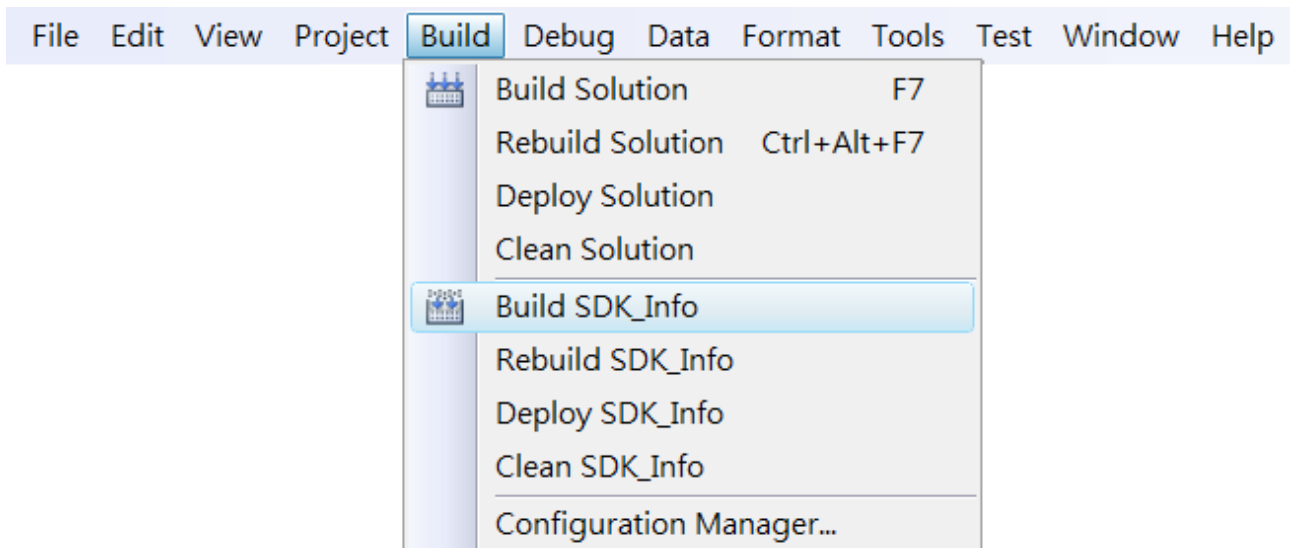 File Edit View Project Build Debug Data Format Tools Test Window Help
Build Solution F7
Rebuild Solution Ctrl+Alt+F7
Deploy Solution
Clean Solution
Build SDK_Info
Rebuild SDK_Info
Deploy SDK_Info
Clean SDK_Info
Configuration Manager...